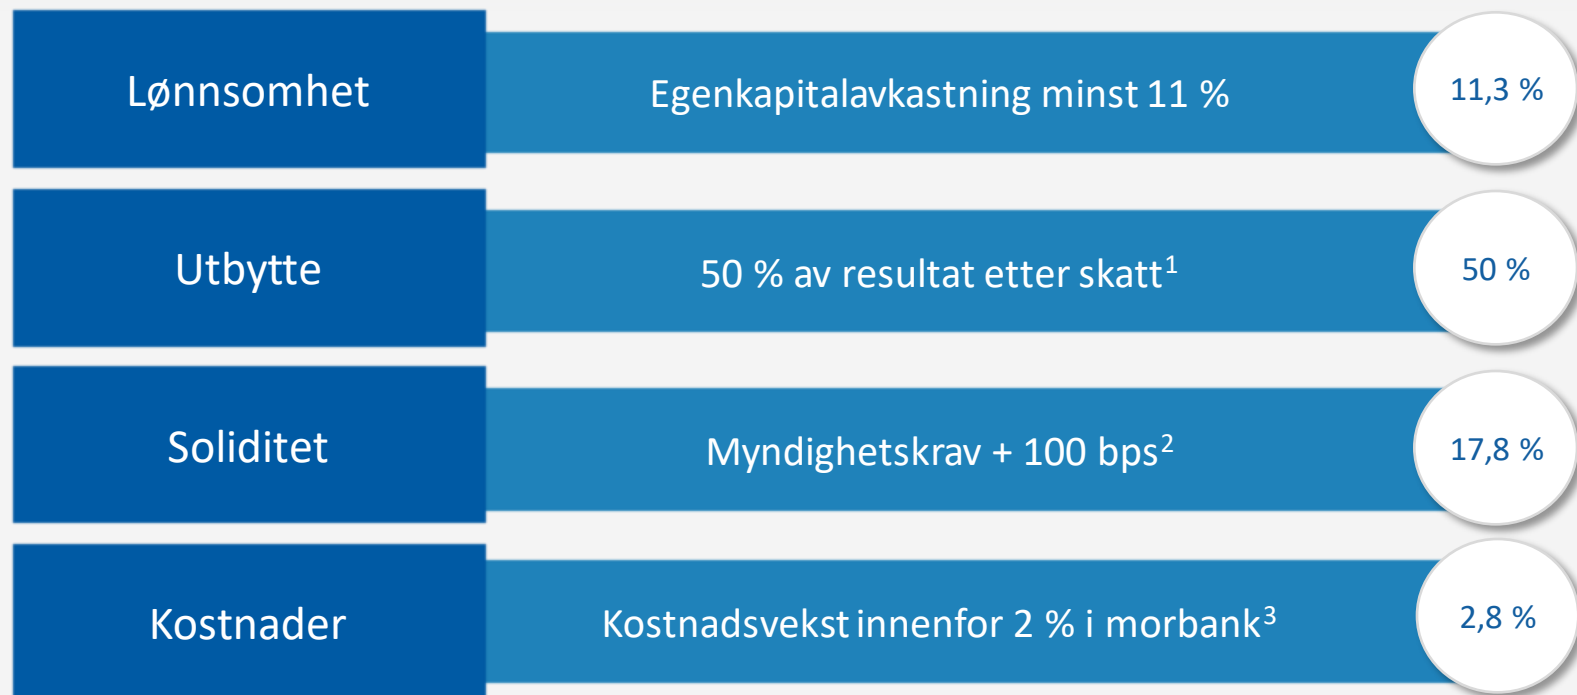 Lønnsomhet
Egenkapitalavkastning minst 11 %
11,3 %
Utbytte
50 % av resultat etter skatt¹
50 %
Soliditet
Myndighetskrav + 100 bps²
17,8 %
Kostnader
Kostnadsvekst innenfor 2 % i morbank³
2,8 %